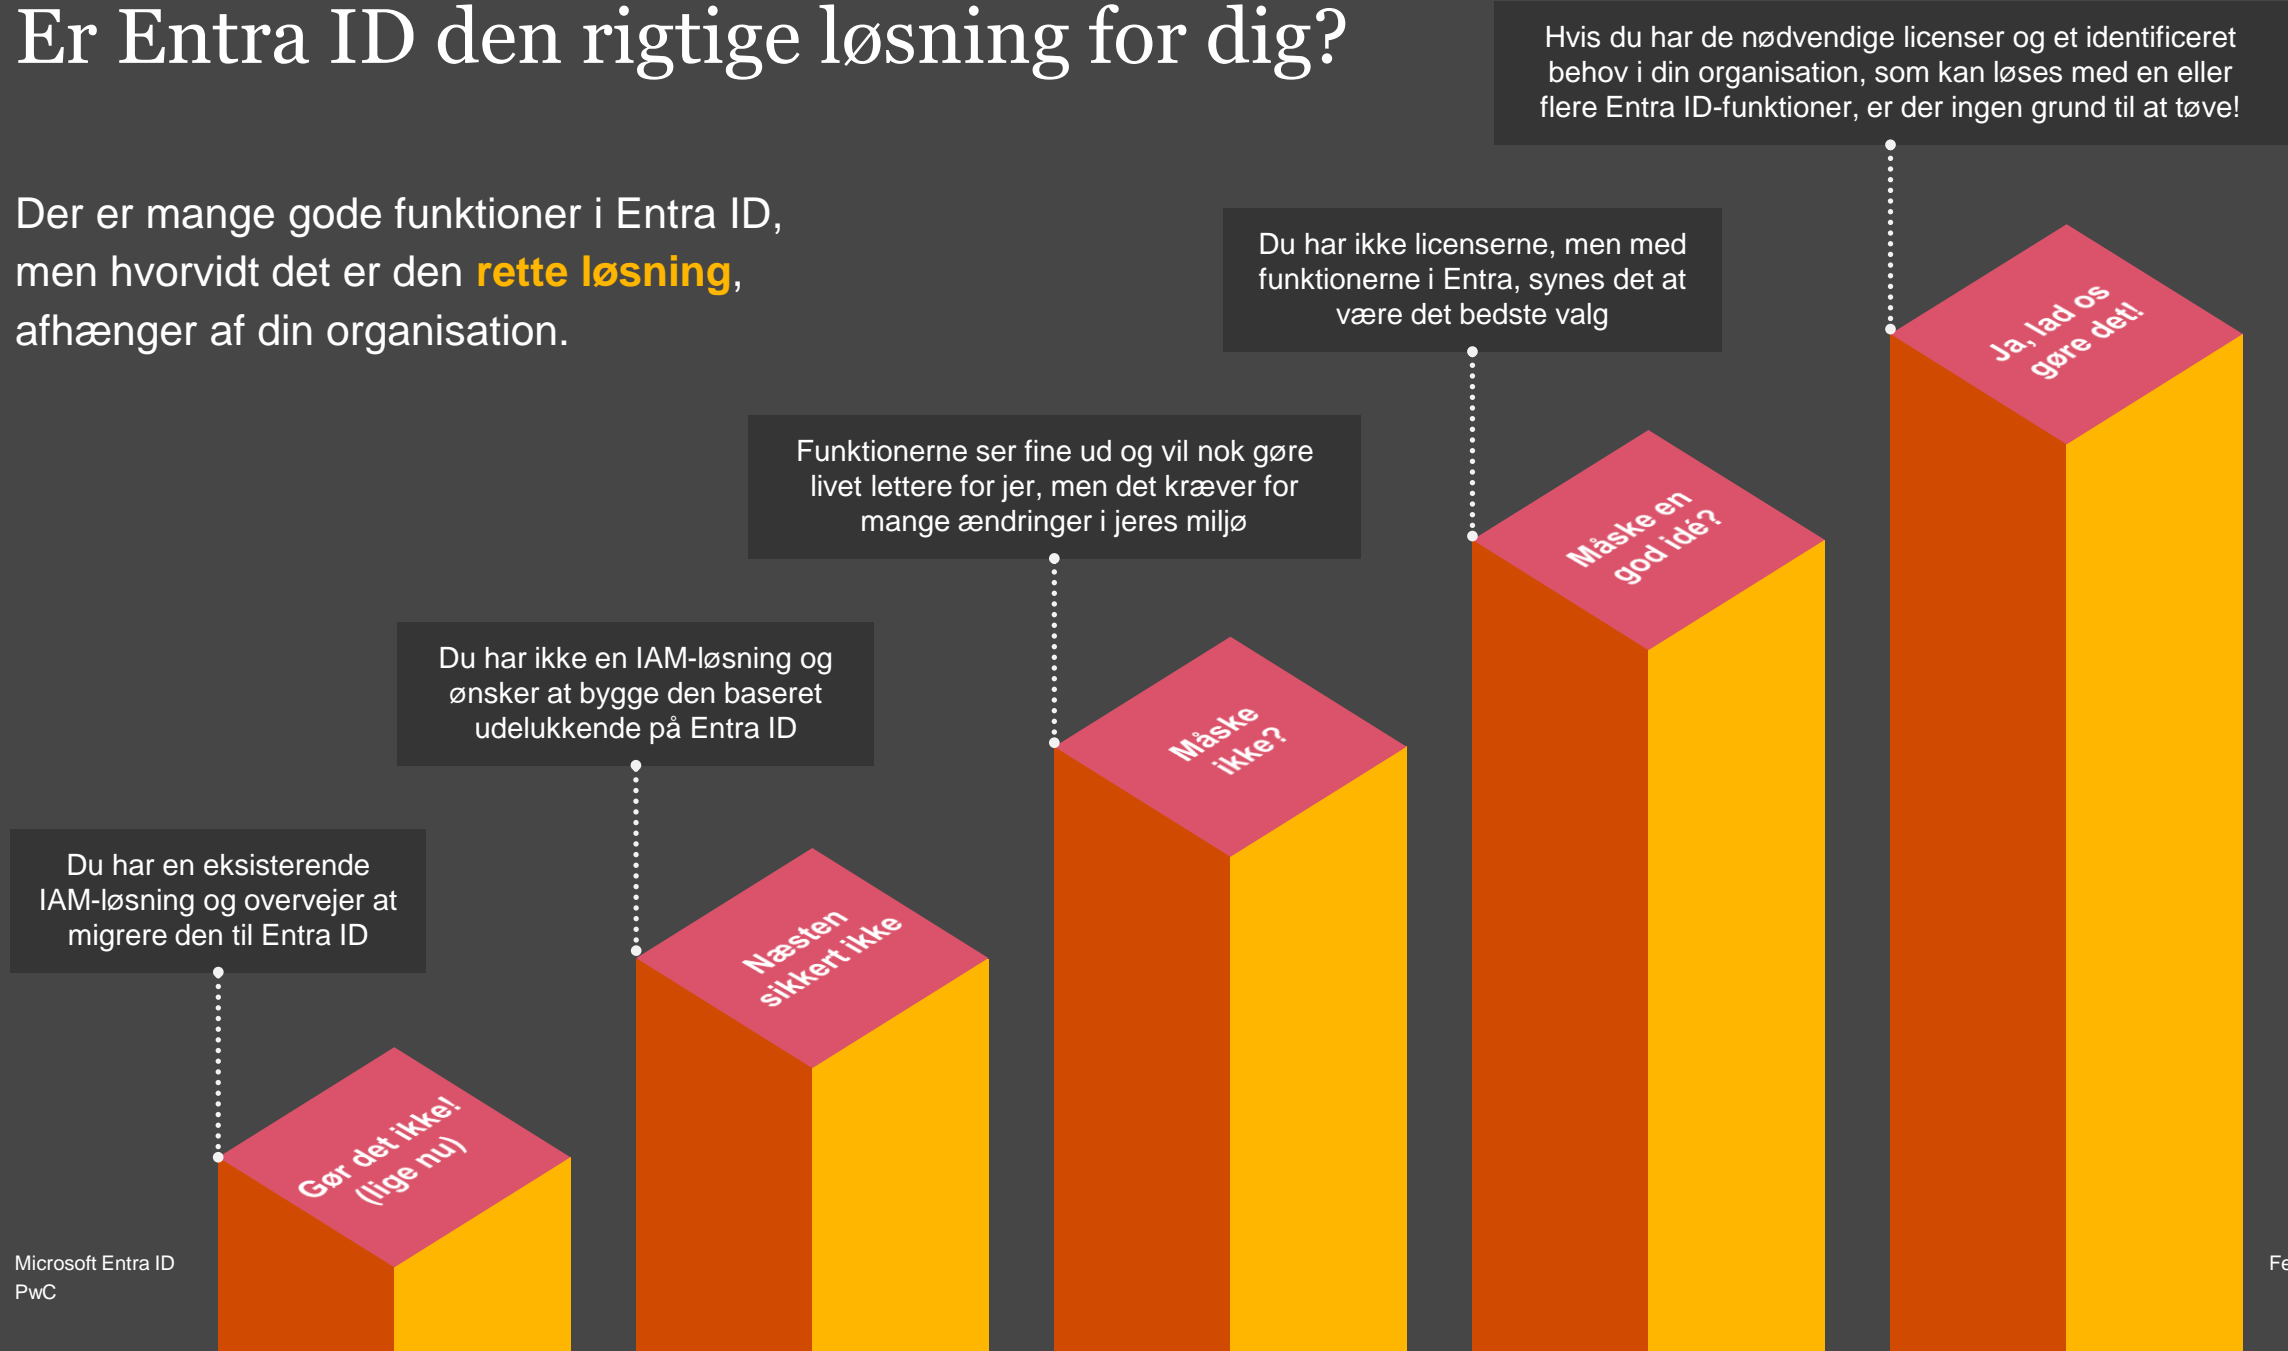 Er Entra ID den rigtige løsning for dig?
Der er mange gode funktioner i Entra ID,
men hvorvidt det er den rette løsning,
afhænger af din organisation.
Du har en eksisterende
IAM-løsning og overvejer at
migrere den til Entra ID
Gør det ikke!
(lige nu)
Du har ikke en IAM-løsning og
ønsker at bygge den baseret
udelukkende på Entra ID
Næsten
sikkert ikke
Funktionerne ser fine ud og vil nok gøre
livet lettere for jer, men det kræver for
mange ændringer i jeres miljø
Måske
ikke?
Du har ikke licenserne, men med
funktionerne i Entra, synes det at
være det bedste valg
Måske en
god idé?
Hvis du har de nødvendige licenser og et identificeret
behov i din organisation, som kan løses med en eller
flere Entra ID-funktioner, er der ingen grund til at tøve!
Ja, lad os
gøre det!
Microsoft Entra ID
PwC